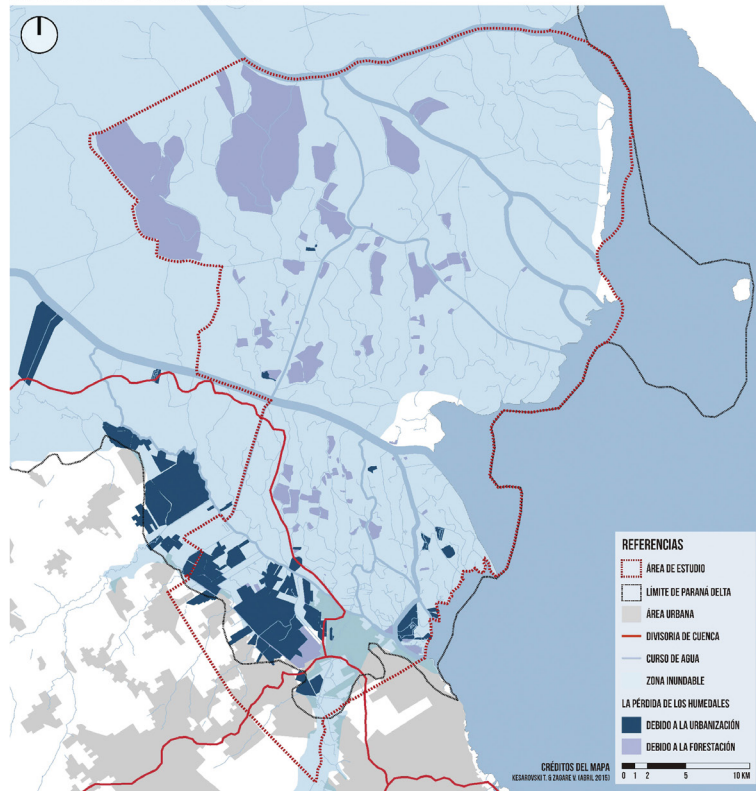 REFERENCIAS
ÁREA DE ESTUDIO
LÍMITE DE PARANÁ DELTA
ÁREA URBANA
DIVISORIA DE CUENCA
CURSO DE AGUA
ZONA INUNDABLE
LA PÉRDIDA DE LOS HUMEDALES
DEBIDO A LA URBANIZACIÓN
DEBIDO A LA FORESTACIÓN
CRÉDITOS DEL MAPA
KESAROVSKI T. & ZAGARE V. (ABRIL 2015)
0 1 2 5 10 KM